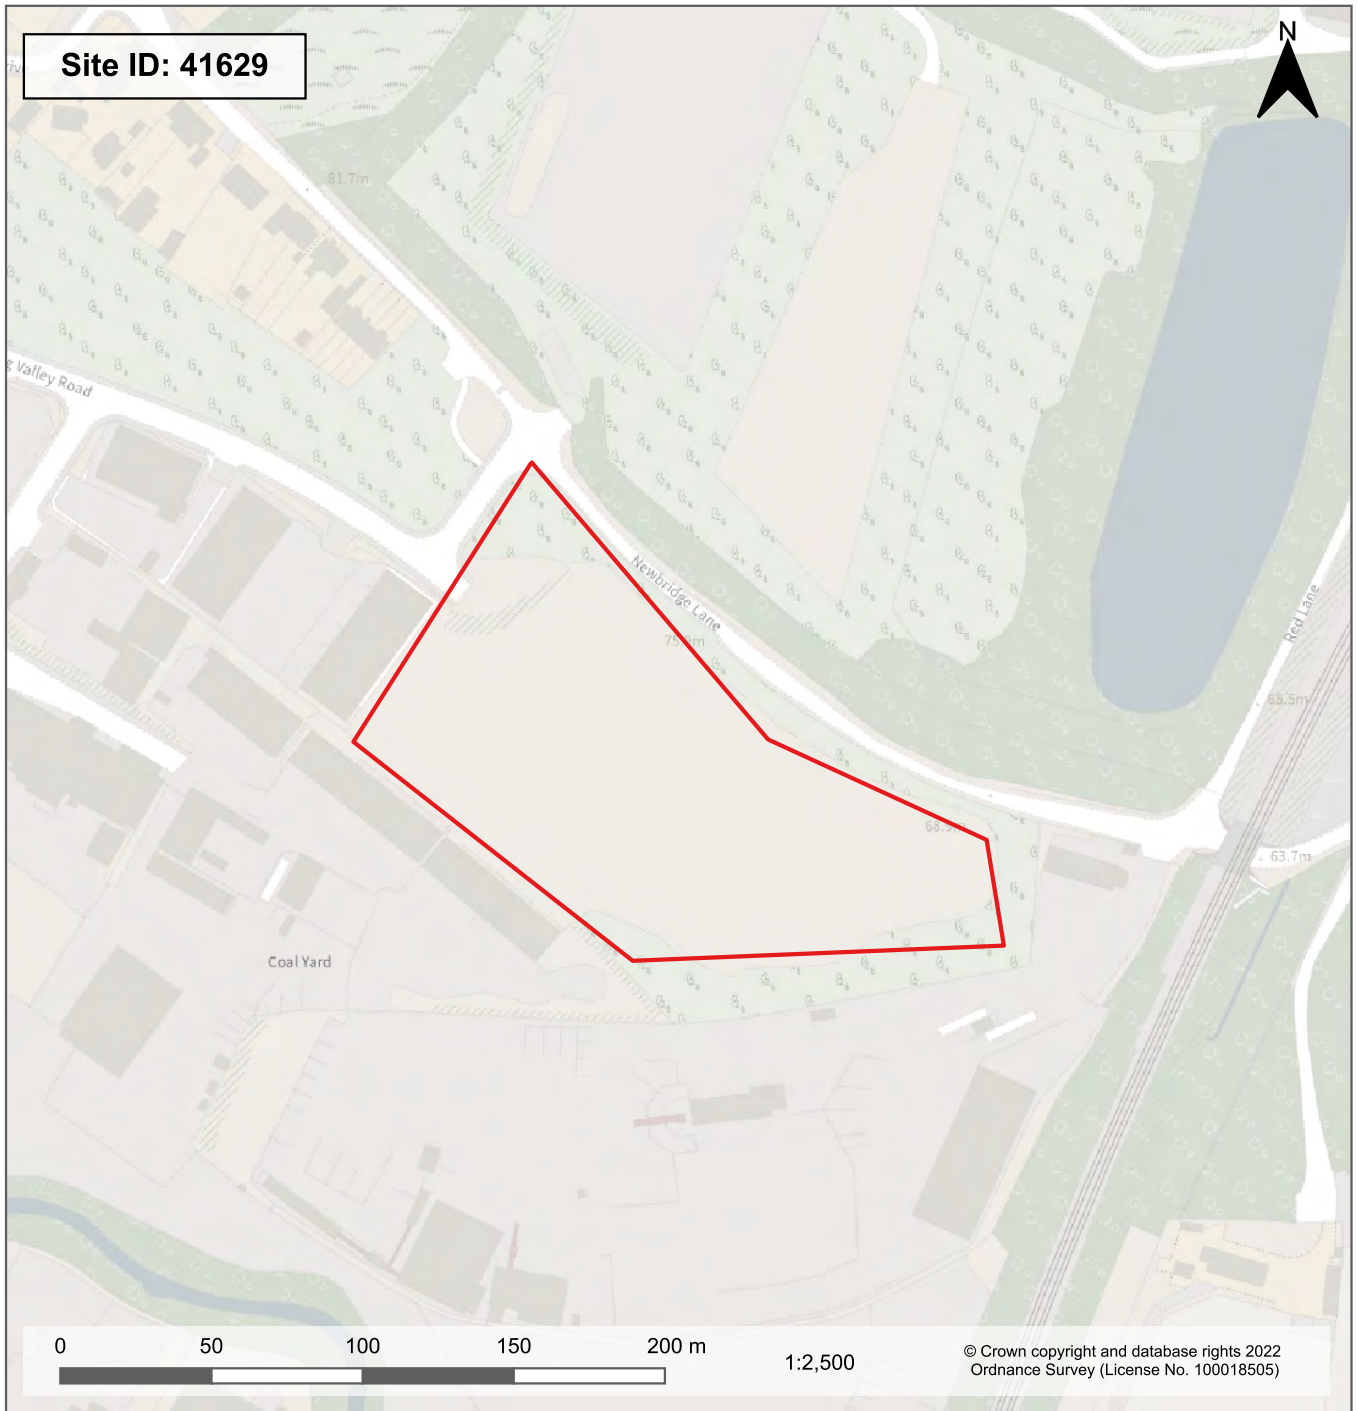 Site ID: 41629
N
81.7m
g Valley Road
Newbridge Lane
Red Lane
65.5m
63.7m
Coal Yard
0 50 100 150 200 m
1:2,500
© Crown copyright and database rights 2022
Ordnance Survey (License No. 100018505)